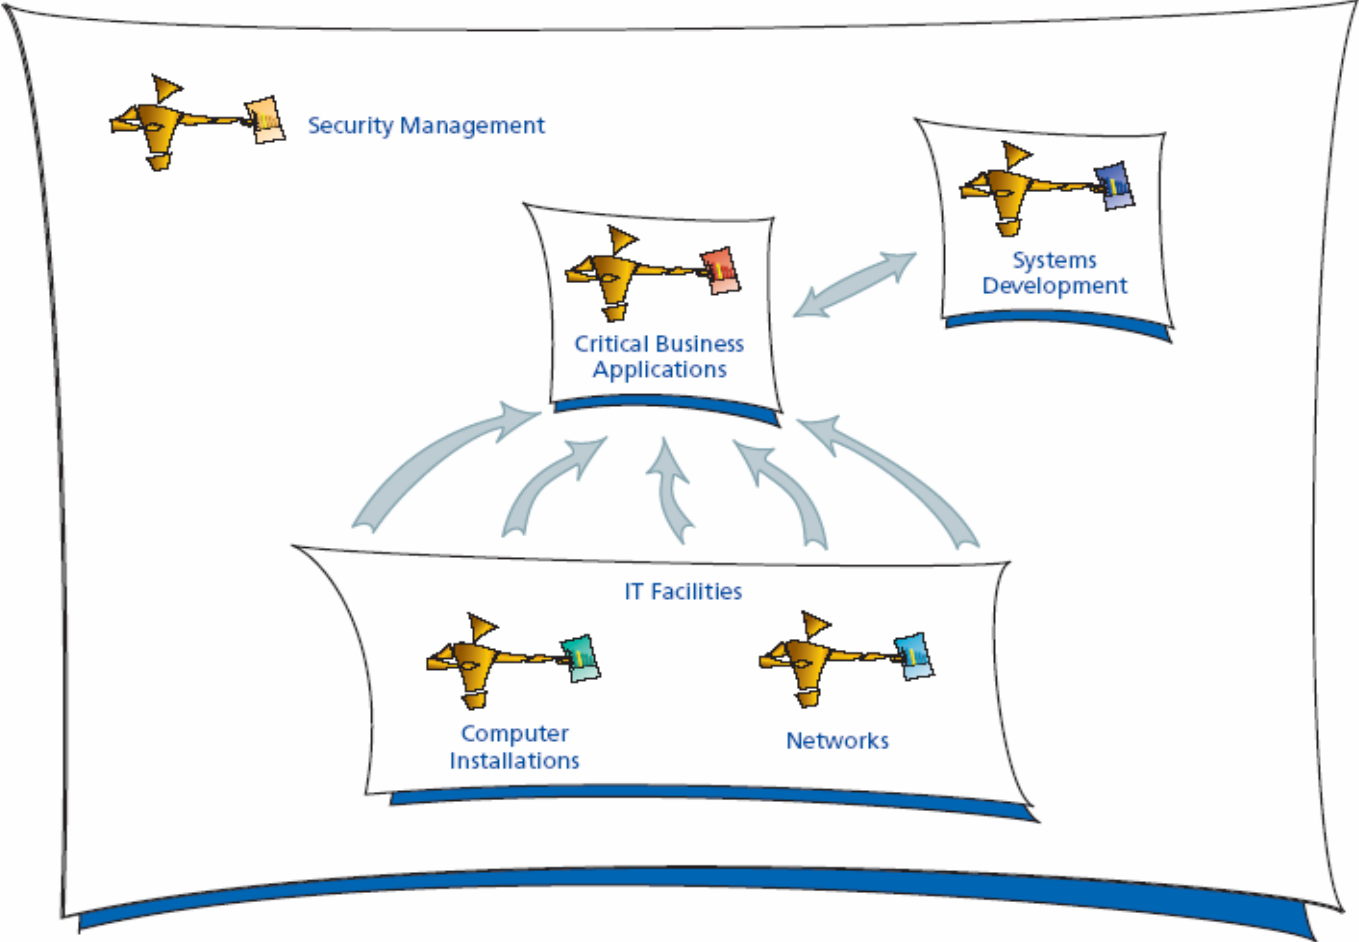 Security Management
Systems
Development
Critical Business
Applications
IT Facilities
Computer
Installations
Networks